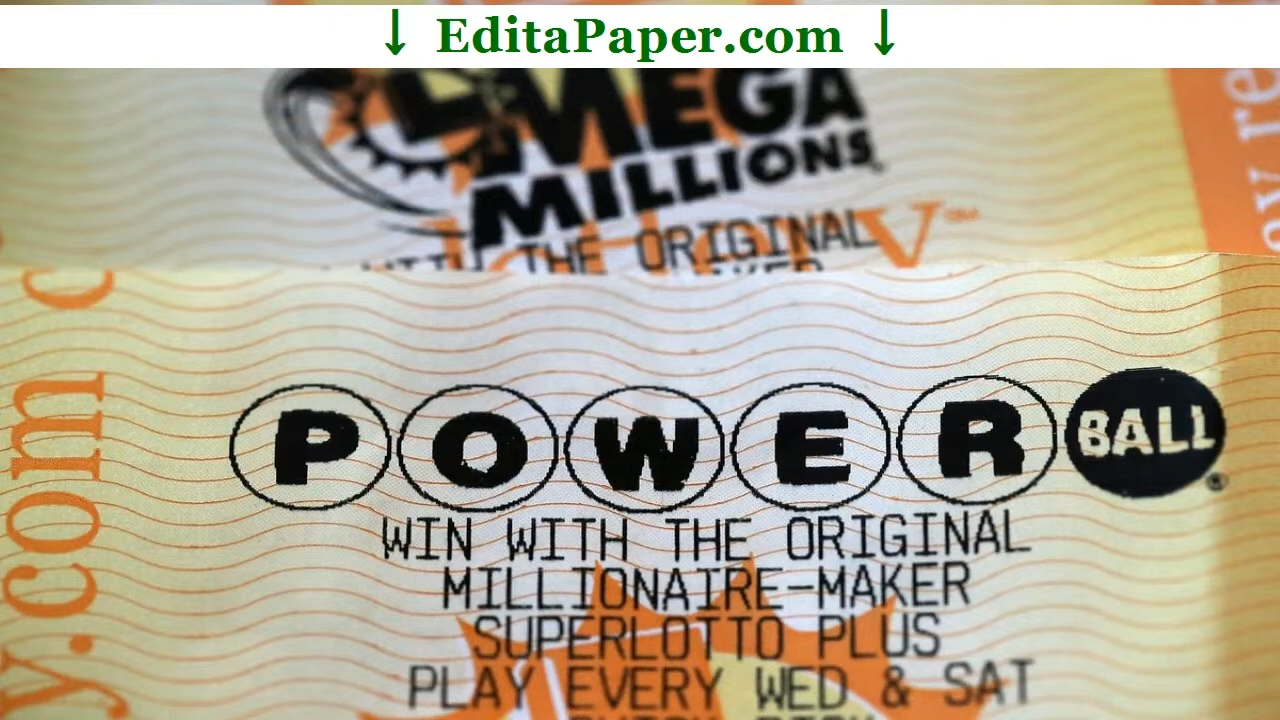 ↓ EditaPaper.com ↓
MEGA
MILLIONS
THE ORIGINAL
POWER BALL
WIN WITH THE ORIGINAL
MILLIONAIRE-MAKER
SUPERLOTTO PLUS
PLAY EVERY WED & SAT
y.com